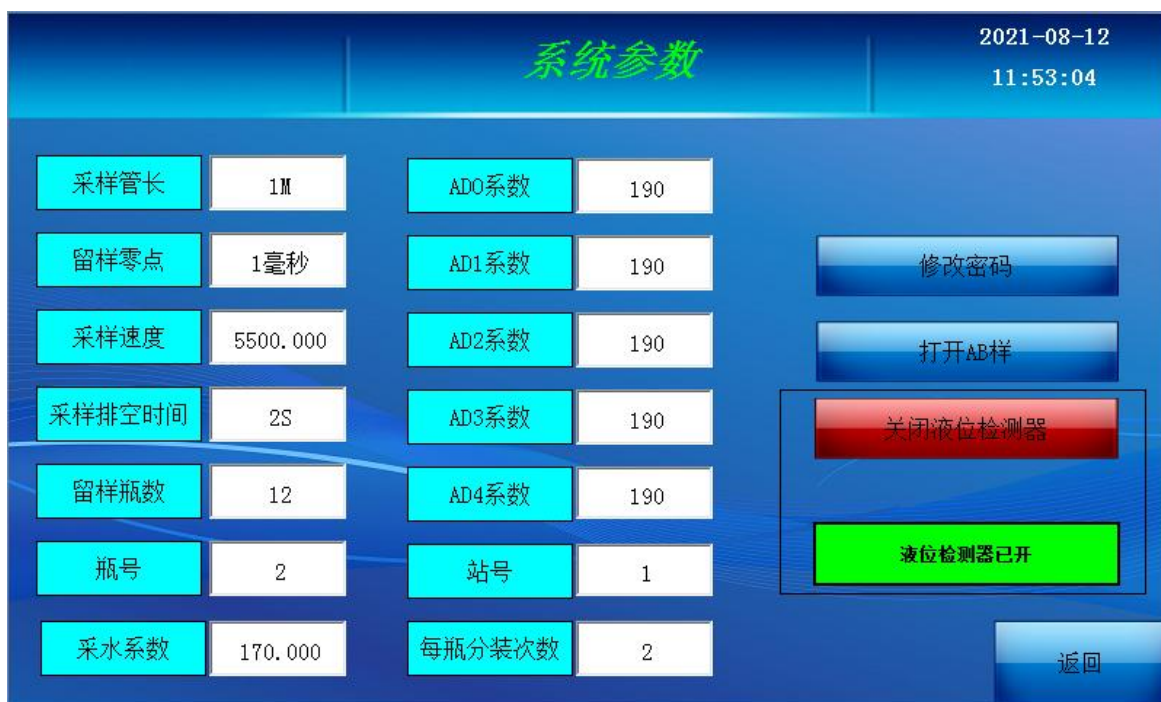 系统参数
2021-08-12
11:53:04
采样管长 1M AD0系数 190
留样零点 1毫秒 AD1系数 190 修改密码
采样速度 5500.000 AD2系数 190 打开AB样
采样排空时间 2S AD3系数 190 关闭液位检测器
留样瓶数 12 AD4系数 190
瓶号 2 站号 1 液位检测器已开
采水系数 170.000 每瓶分装次数 2 返回